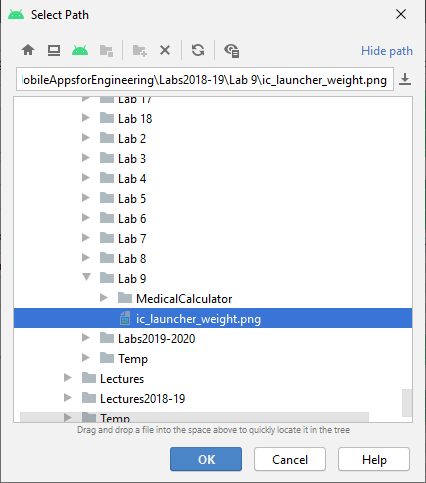 Select Path
Hide path
obileAppsforEngineering\Labs2018-19\Lab 9\ic_launcher_weight.png
Lab 17
Lab 18
Lab 2
Lab 3
Lab 4
Lab 5
Lab 6
Lab 7
Lab 8
Lab 9
MedicalCalculator
ic_launcher_weight.png
Labs2019-2020
Temp
Lectures
Lectures2018-19
Temp
Drag and drop a file into the space above to quickly locate it in the tree
OK
Cancel
Help